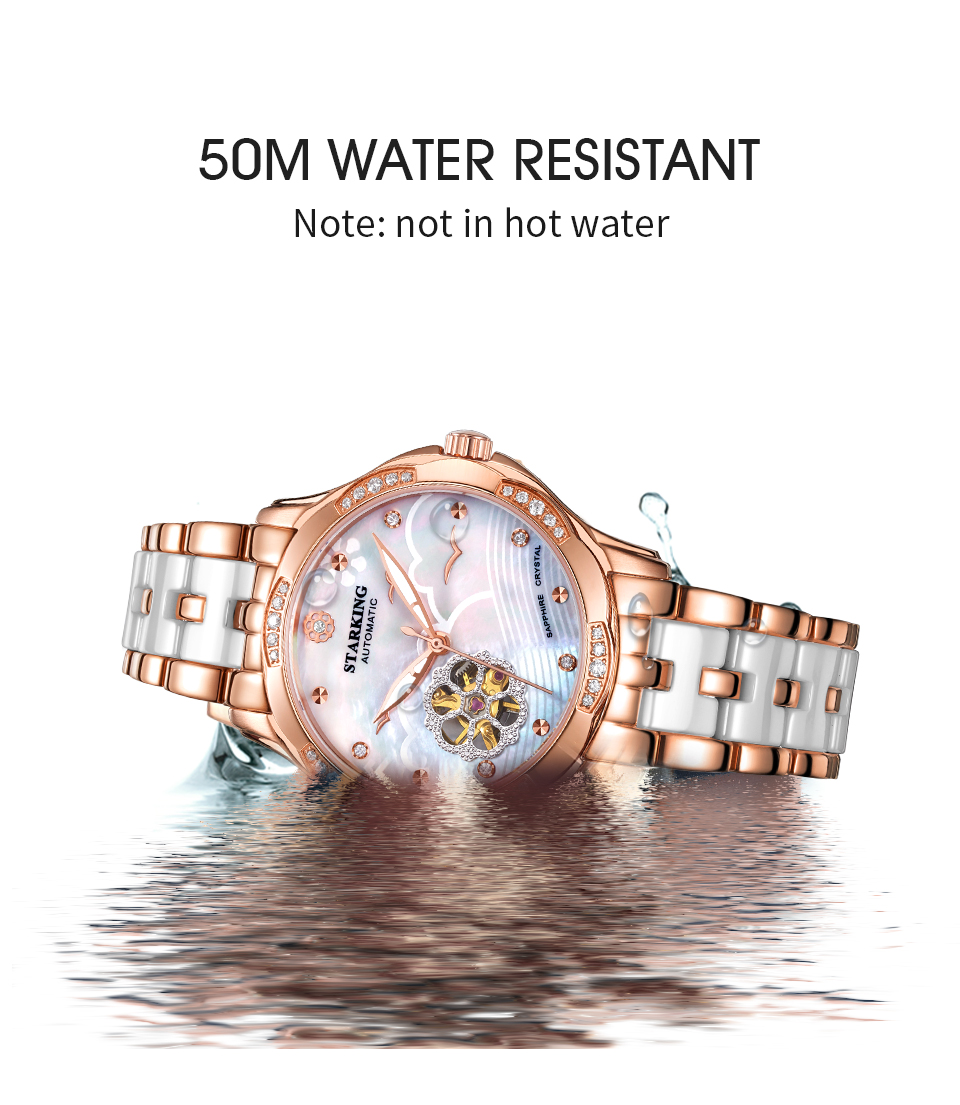 50M WATER RESISTANT
Note: not in hot water
STARKING
AUTOMATIC
SAPPHIRE CRYSTAL